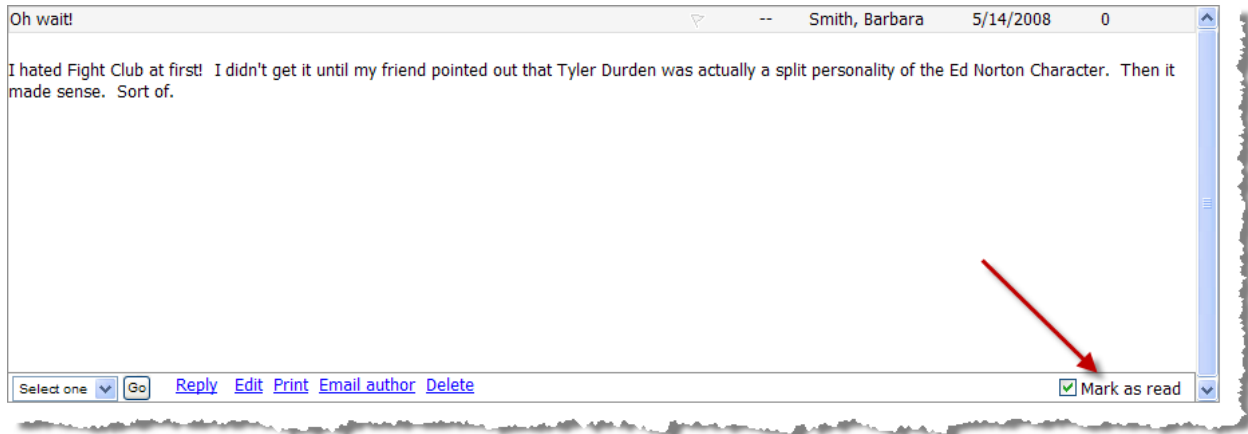 Oh wait! -- Smith, Barbara 5/14/2008 0
I hated Fight Club at first!  I didn't get it until my friend pointed out that Tyler Durden was actually a split personality of the Ed Norton Character.  Then it
made sense.  Sort of.
Select one Go Reply Edit Print Email author Delete Mark as read